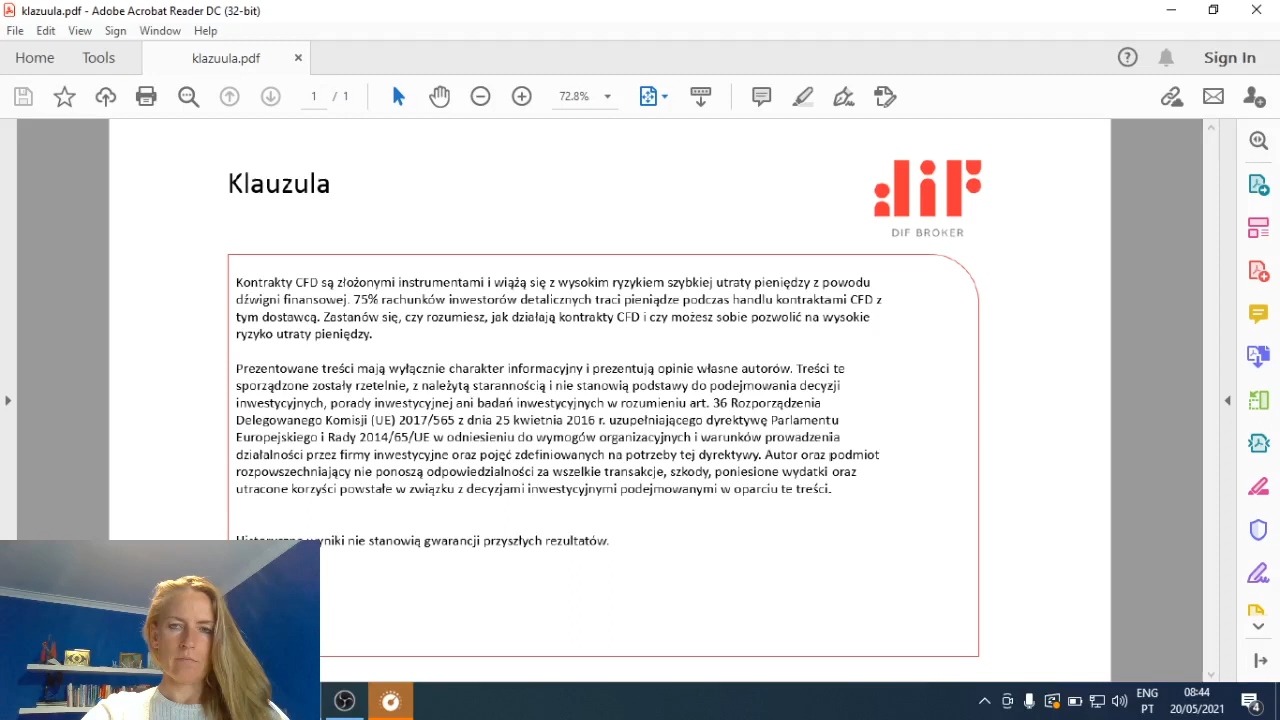 klazuula.pdf - Adobe Acrobat Reader DC (32-bit)
File Edit View Sign Window Help
Home Tools klazuula.pdf × Sign In
1 / 1 72.8%
Klauzula
dif
DIF BROKER
Kontrakty CFD są złożonymi instrumentami i wiążą się z wysokim ryzykiem szybkiej utraty pieniędzy z powodu
dźwigni finansowej. 75% rachunków inwestorów detalicznych traci pieniądze podczas handlu kontraktami CFD z
tym dostawcą. Zastanów się, czy rozumiesz, jak działają kontrakty CFD i czy możesz sobie pozwolić na wysokie
ryzyko utraty pieniędzy.
Prezentowane treści mają wyłącznie charakter informacyjny i prezentują opinie własne autorów. Treści te
sporządzone zostały rzetelnie, z należytą starannością i nie stanowią podstawy do podejmowania decyzji
inwestycyjnych, porady inwestycyjnej ani badań inwestycyjnych w rozumieniu art. 36 Rozporządzenia
Delegowanego Komisji (UE) 2017/565 z dnia 25 kwietnia 2016 r. uzupełniającego dyrektywę Parlamentu
Europejskiego i Rady 2014/65/UE w odniesieniu do wymogów organizacyjnych i warunków prowadzenia
działalności przez firmy inwestycyjne oraz pojęć zdefiniowanych na potrzeby tej dyrektywy. Autor oraz podmiot
rozpowszechniający nie ponoszą odpowiedzialności za wszelkie transakcje, szkody, poniesione wydatki oraz
utracone korzyści powstałe w związku z decyzjami inwestycyjnymi podejmowanymi w oparciu te treści.
Historyczne wyniki nie stanowią gwarancji przyszłych rezultatów.
ENG 08:44
PT 20/05/2021 4